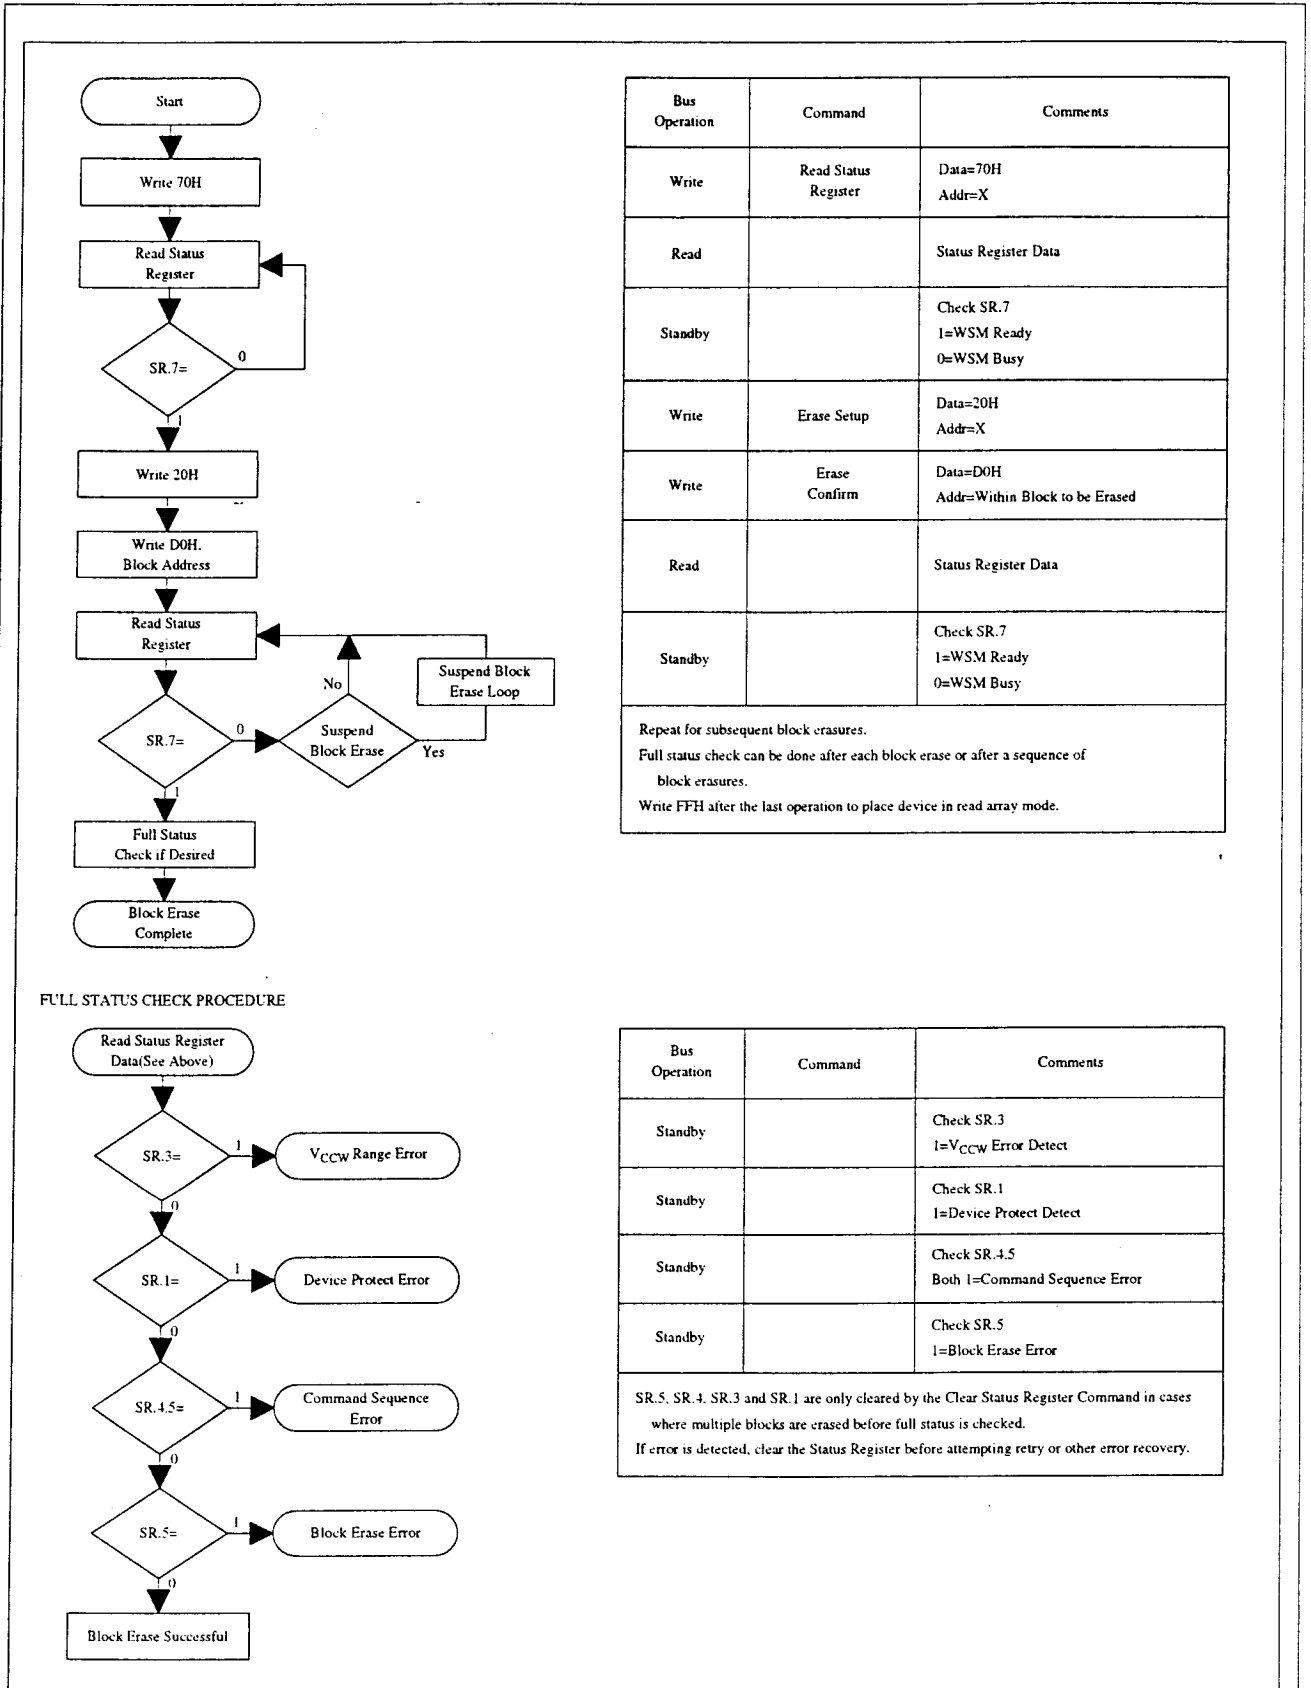 Start
Write 70H
Read Status
Register
SR.7=
0
1
Write 20H
Write D0H.
Block Address
Read Status
Register
SR.7=
0
1
Suspend
Block Erase
No
Yes
Suspend Block
Erase Loop
Full Status
Check if Desired
Block Erase
Complete
Bus
Operation
Command
Comments
Write
Read Status
Register
Data=70H
Addr=X
Read
Status Register Data
Standby
Check SR.7
1=WSM Ready
0=WSM Busy
Write
Erase Setup
Data=20H
Addr=X
Write
Erase
Confirm
Data=D0H
Addr=Within Block to be Erased
Read
Status Register Data
Standby
Check SR.7
1=WSM Ready
0=WSM Busy
Repeat for subsequent block erasures.
Full status check can be done after each block erase or after a sequence of
block erasures.
Write FFH after the last operation to place device in read array mode.
FULL STATUS CHECK PROCEDURE
Read Status Register
Data(See Above)
SR.3=
1
VCCW Range Error
0
SR.1=
1
Device Protect Error
0
SR.4.5=
1
Command Sequence
Error
0
SR.5=
1
Block Erase Error
0
Block Erase Successful
Bus
Operation
Command
Comments
Standby
Check SR.3
1=VCCW Error Detect
Standby
Check SR.1
1=Device Protect Detect
Standby
Check SR.4.5
Both 1=Command Sequence Error
Standby
Check SR.5
1=Block Erase Error
SR.5, SR.4, SR.3 and SR.1 are only cleared by the Clear Status Register Command in cases
where multiple blocks are erased before full status is checked.
If error is detected, clear the Status Register before attempting retry or other error recovery.